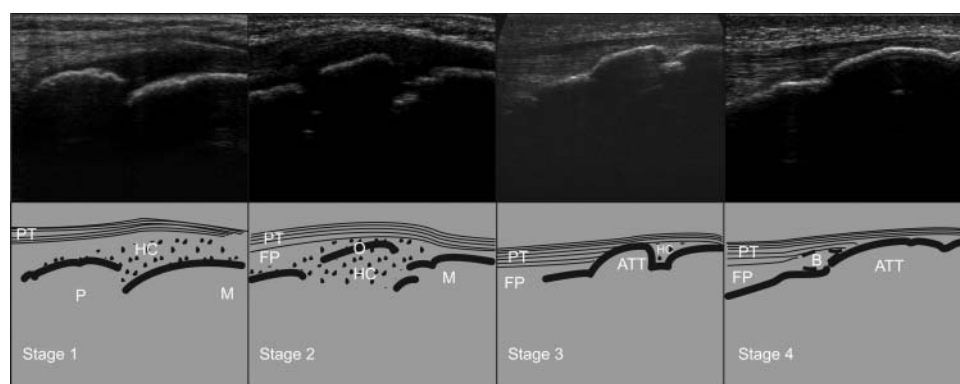 PT
HC
P
M
Stage 1
PT
O
FP
HC
M
Stage 2
PT
HC
ATT
FP
Stage 3
PT
B
ATT
FP
Stage 4